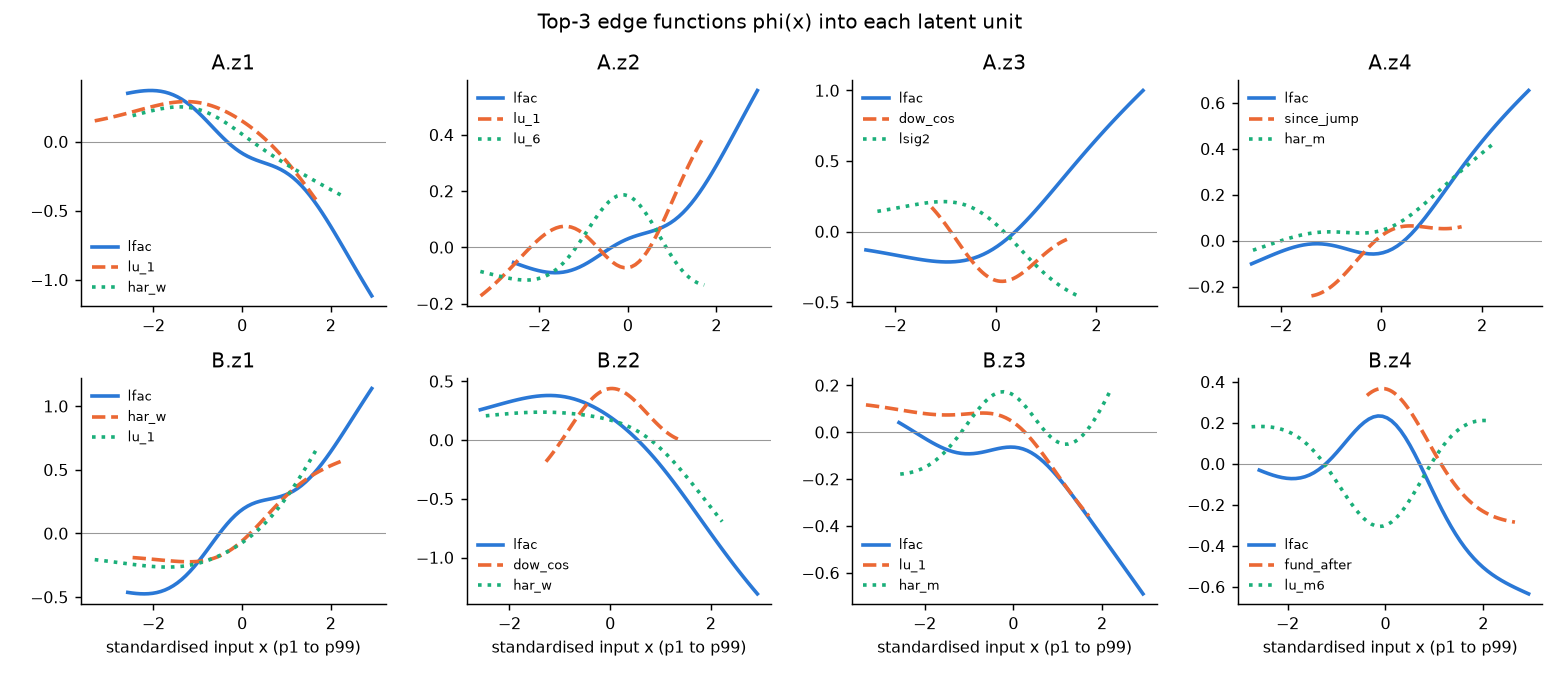 Top-3 edge functions phi(x) into each latent unit
A.z1
0.0
−0.5
−1.0
lfac
lu_1
har_w
−2
0
2
A.z2
0.4
0.2
0.0
−0.2
lfac
lu_1
lu_6
−2
0
2
A.z3
1.0
0.5
0.0
−0.5
lfac
dow_cos
lsig2
−2
0
2
A.z4
0.6
0.4
0.2
0.0
−0.2
lfac
since_jump
har_m
−2
0
2
B.z1
1.0
0.5
0.0
−0.5
lfac
har_w
lu_1
−2
0
2
standardised input x (p1 to p99)
B.z2
0.5
0.0
−0.5
−1.0
lfac
dow_cos
har_w
−2
0
2
standardised input x (p1 to p99)
B.z3
0.2
0.0
−0.2
−0.4
−0.6
lfac
lu_1
har_m
−2
0
2
standardised input x (p1 to p99)
B.z4
0.4
0.2
0.0
−0.2
−0.4
−0.6
lfac
fund_after
lu_m6
−2
0
2
standardised input x (p1 to p99)